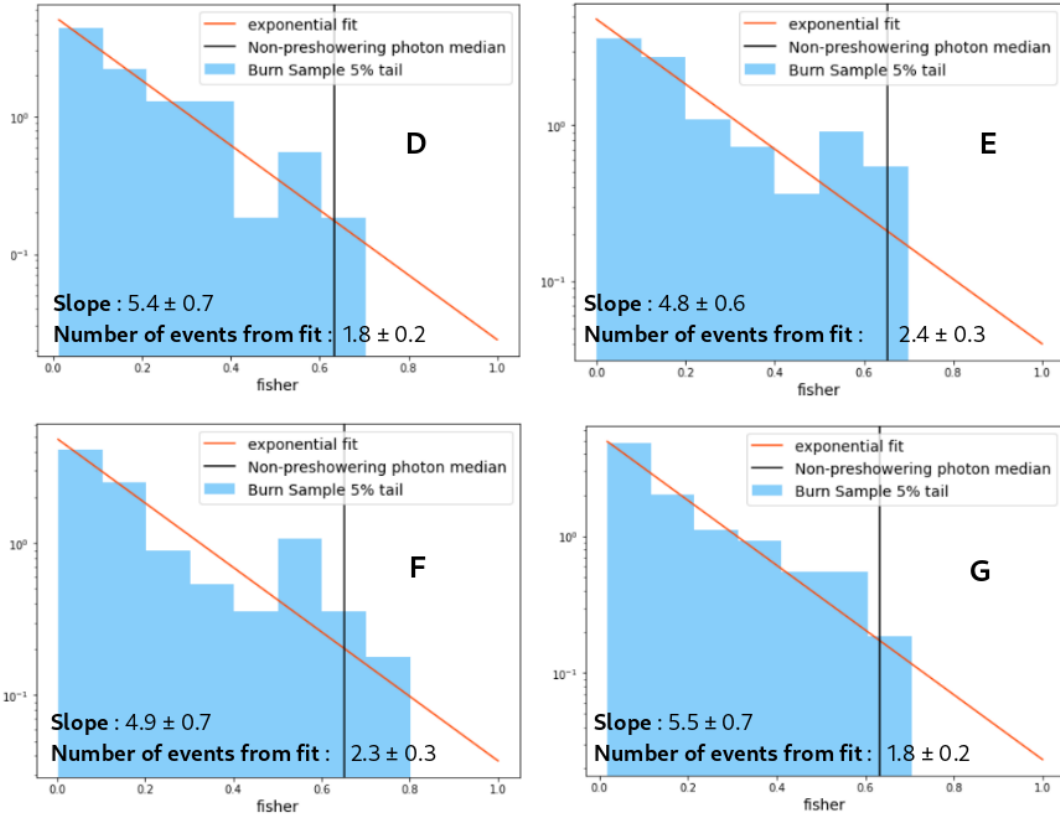 exponential fit
Non-preshowering photon median
Burn Sample 5% tail
D
10⁰
10⁻¹
Slope : 5.4 ± 0.7
Number of events from fit : 1.8 ± 0.2
0.0 0.2 0.4 0.6 0.8 1.0
fisher
exponential fit
Non-preshowering photon median
Burn Sample 5% tail
E
10⁰
10⁻¹
Slope : 4.8 ± 0.6
Number of events from fit : 2.4 ± 0.3
0.0 0.2 0.4 0.6 0.8 1.0
fisher
exponential fit
Non-preshowering photon median
Burn Sample 5% tail
F
10⁰
10⁻¹
Slope : 4.9 ± 0.7
Number of events from fit : 2.3 ± 0.3
0.0 0.2 0.4 0.6 0.8 1.0
fisher
exponential fit
Non-preshowering photon median
Burn Sample 5% tail
G
10⁰
10⁻¹
Slope : 5.5 ± 0.7
Number of events from fit : 1.8 ± 0.2
0.0 0.2 0.4 0.6 0.8 1.0
fisher